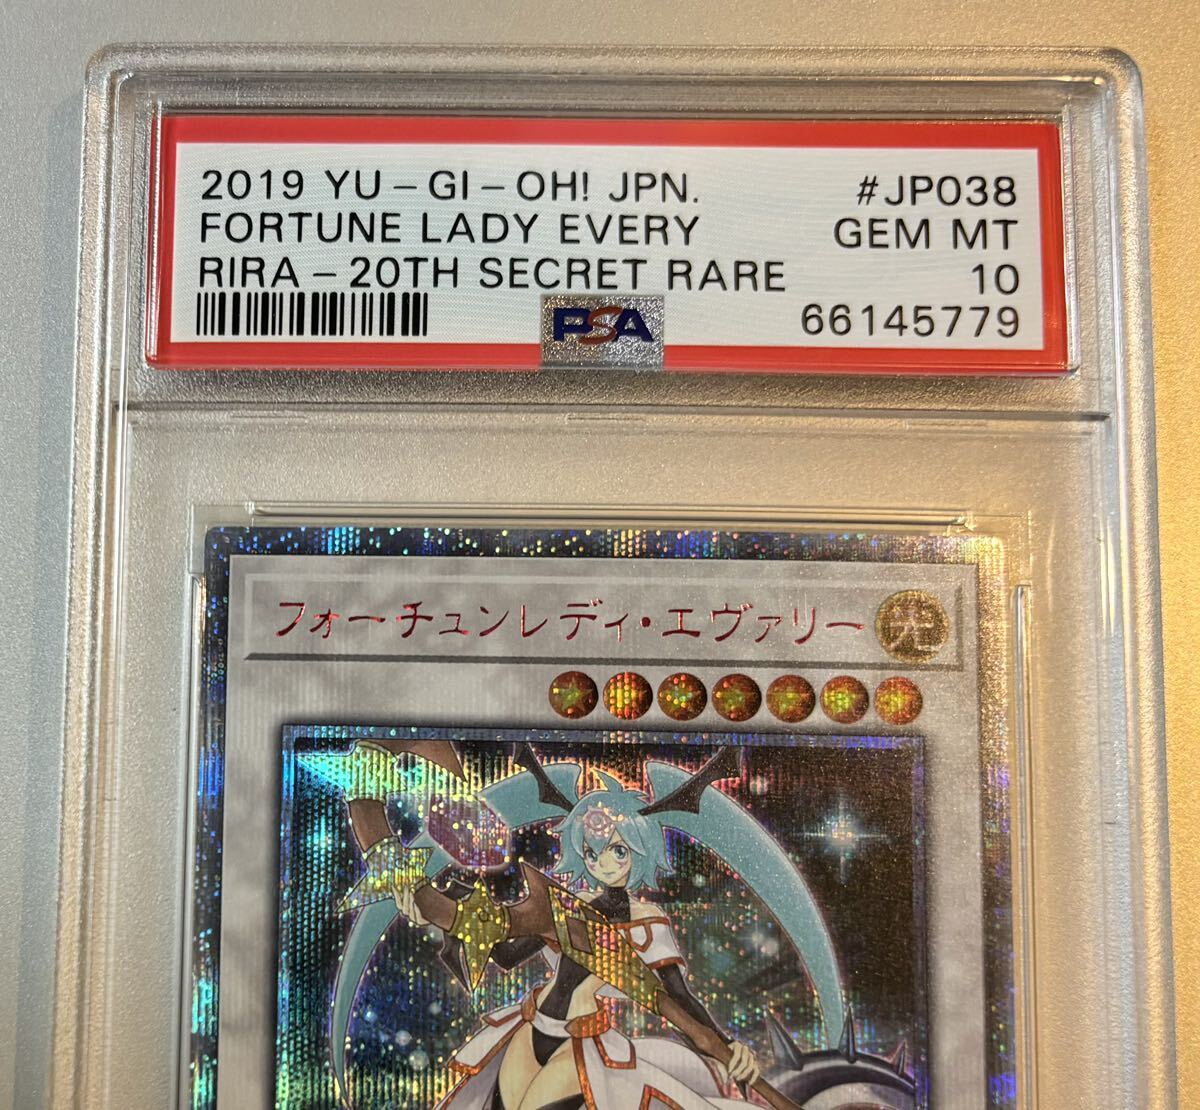 2019 YU-GI-OH! JPN. #JP038
FORTUNE LADY EVERY GEM MT
RIRA-20TH SECRET RARE 10
PSA 66145779
フォーチュンレディ・エヴァリー 光